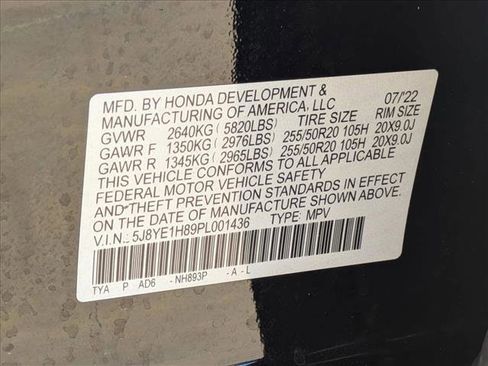 MFD. BY HONDA DEVELOPMENT & 07/'22
MANUFACTURING OF AMERICA, LLC
TIRE SIZE RIM SIZE
GVWR 2640KG (5820LBS)
GAWR F 1350KG (2976LBS) 255/50R20 105H 20X9.0J
GAWR R 1345KG (2965LBS) 255/50R20 105H 20X9.0J
THIS VEHICLE CONFORMS TO ALL APPLICABLE
FEDERAL MOTOR VEHICLE SAFETY
AND THEFT PREVENTION STANDARDS IN EFFECT
ON THE DATE OF MANUFACTURE SHOWN ABOVE.
V.I.N.: 5J8YE1H89PL001436 TYPE: MPV
TYA P AD6 - NH893P - A - L